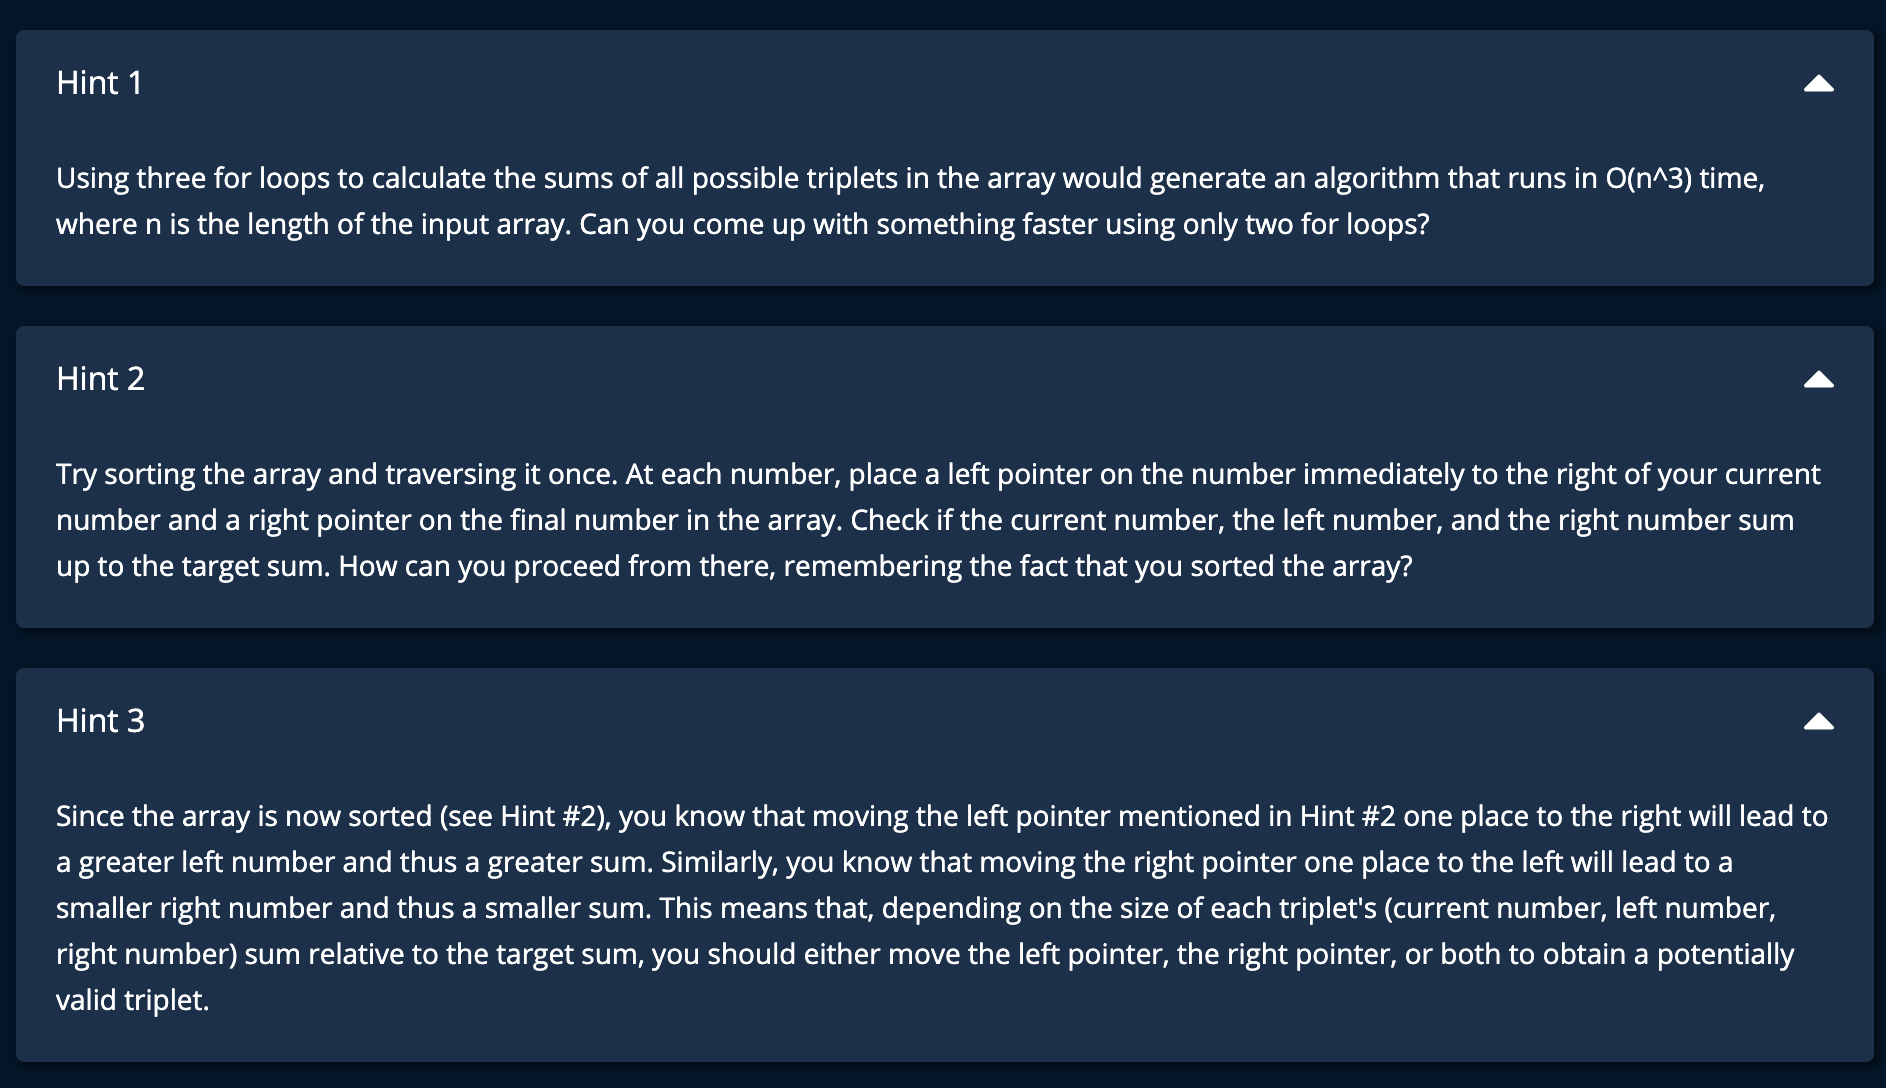 Hint 1
Using three for loops to calculate the sums of all possible triplets in the array would generate an algorithm that runs in O(n^3) time,
where n is the length of the input array. Can you come up with something faster using only two for loops?
Hint 2
Try sorting the array and traversing it once. At each number, place a left pointer on the number immediately to the right of your current
number and a right pointer on the final number in the array. Check if the current number, the left number, and the right number sum
up to the target sum. How can you proceed from there, remembering the fact that you sorted the array?
Hint 3
Since the array is now sorted (see Hint #2), you know that moving the left pointer mentioned in Hint #2 one place to the right will lead to
a greater left number and thus a greater sum. Similarly, you know that moving the right pointer one place to the left will lead to a
smaller right number and thus a smaller sum. This means that, depending on the size of each triplet's (current number, left number,
right number) sum relative to the target sum, you should either move the left pointer, the right pointer, or both to obtain a potentially
valid triplet.